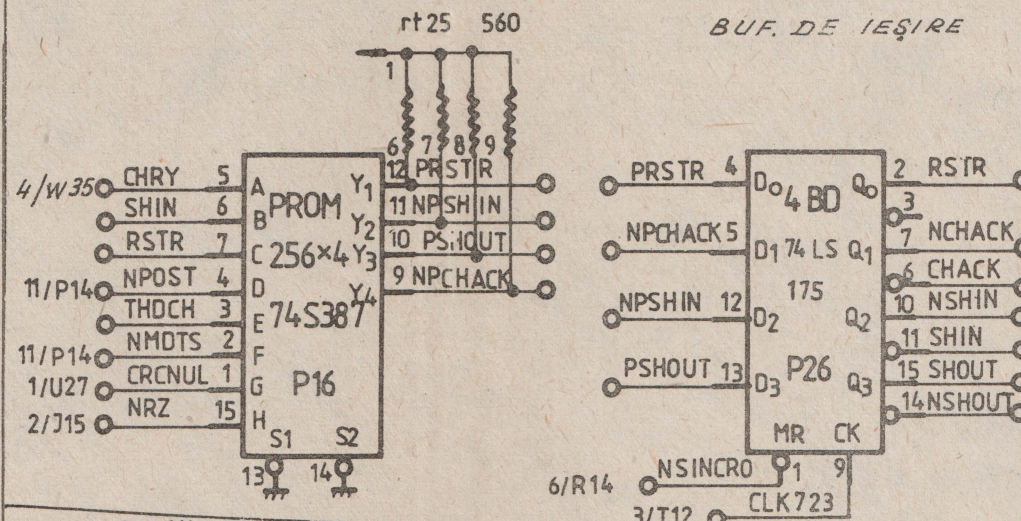 rt25 560
BUF. DE IEŞIRE
1
6 7 8 9
4/W35 CHRY 5 A PROM Y1 12 PRSTR
SHIN 6 B Y2 11 NPSHIN
RSTR 7 C 256×4 Y3 10 PSHOUT
11/P14 NPOST 4 D Y4 9 NPCHACK
THDCH 3 E 74S387
11/P14 NMDTS 2 F
1/U27 CRCNUL 1 G P16
2/J15 NRZ 15 H
S1 S2
13 14
PRSTR 4 D0 4 BD Q0 2 RSTR
3
NPCHACK 5 D1 74 LS Q1 7 NCHACK
175 6 CHACK
NPSHIN 12 D2 Q2 10 NSHIN
11 SHIN
PSHOUT 13 D3 P26 Q3 15 SHOUT
14 NSHOUT
MR CK
6/R14 NSINCRO 1 9
3/T12 CLK723